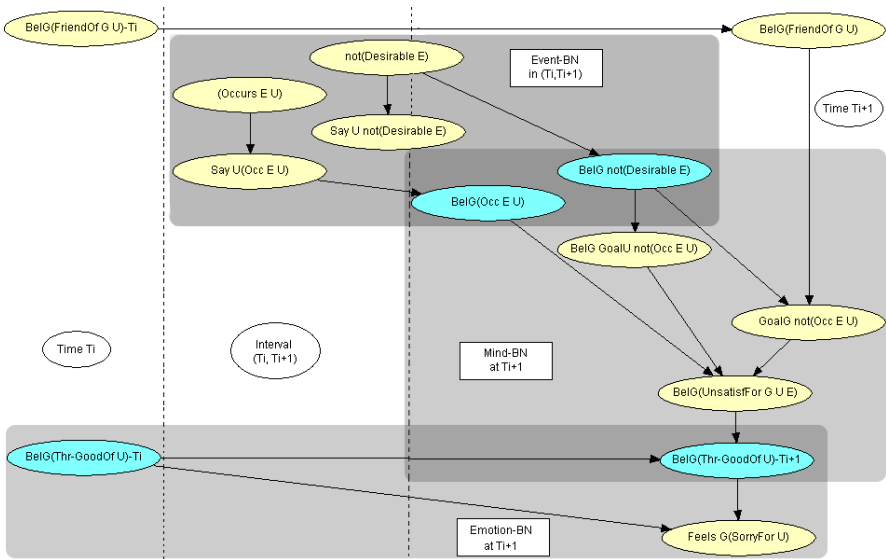 BelG(FriendOf G U)-Ti
BelG(FriendOf G U)
not(Desirable E)
Event-BN
in (Ti,Ti+1)
(Occurs E U)
Time Ti+1
Say U not(Desirable E)
Say U(Occ E U)
BelG not(Desirable E)
BelG(Occ E U)
BelG GoalU not(Occ E U)
GoalG not(Occ E U)
Time Ti
Interval
(Ti, Ti+1)
Mind-BN
at Ti+1
BelG(UnsatisfFor G U E)
BelG(Thr-GoodOf U)-Ti
BelG(Thr-GoodOf U)-Ti+1
Emotion-BN
at Ti+1
Feels G(SorryFor U)